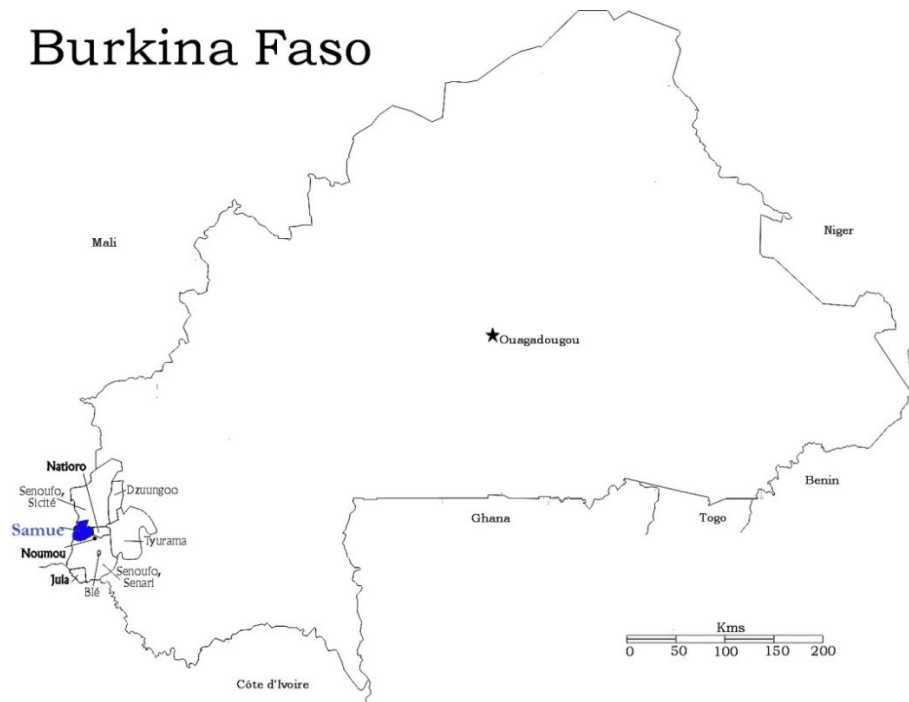 Burkina Faso
Mali
Niger
Ouagadougou
Natioro
Senoufo,
Sicité
Dzuungoo
Samue
Tyurama
Noumou
Jula
Blé
Senoufo,
Senari
Ghana
Togo
Benin
Côte d'Ivoire
Kms
0 50 100 150 200